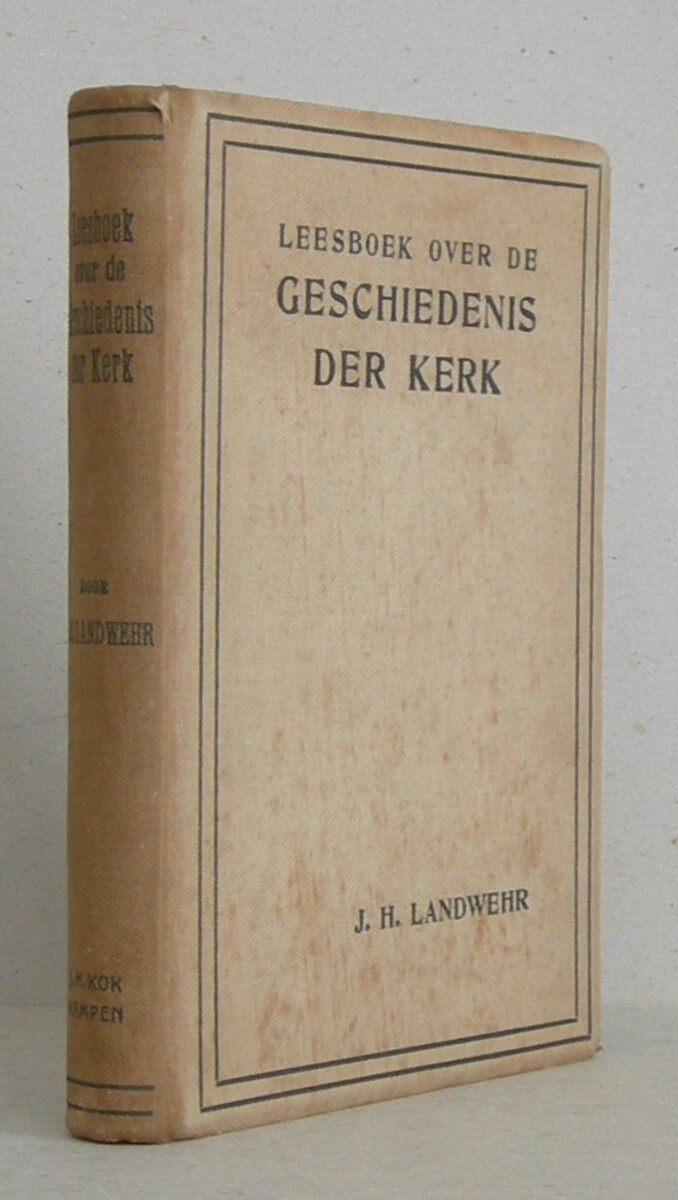 LEESBOEK OVER DE
GESCHIEDENIS
DER KERK
J. H. LANDWEHR
Leesboek
over de
Geschiedenis
der Kerk
DOOR
LANDWEHR
J.H. KOK
KAMPEN